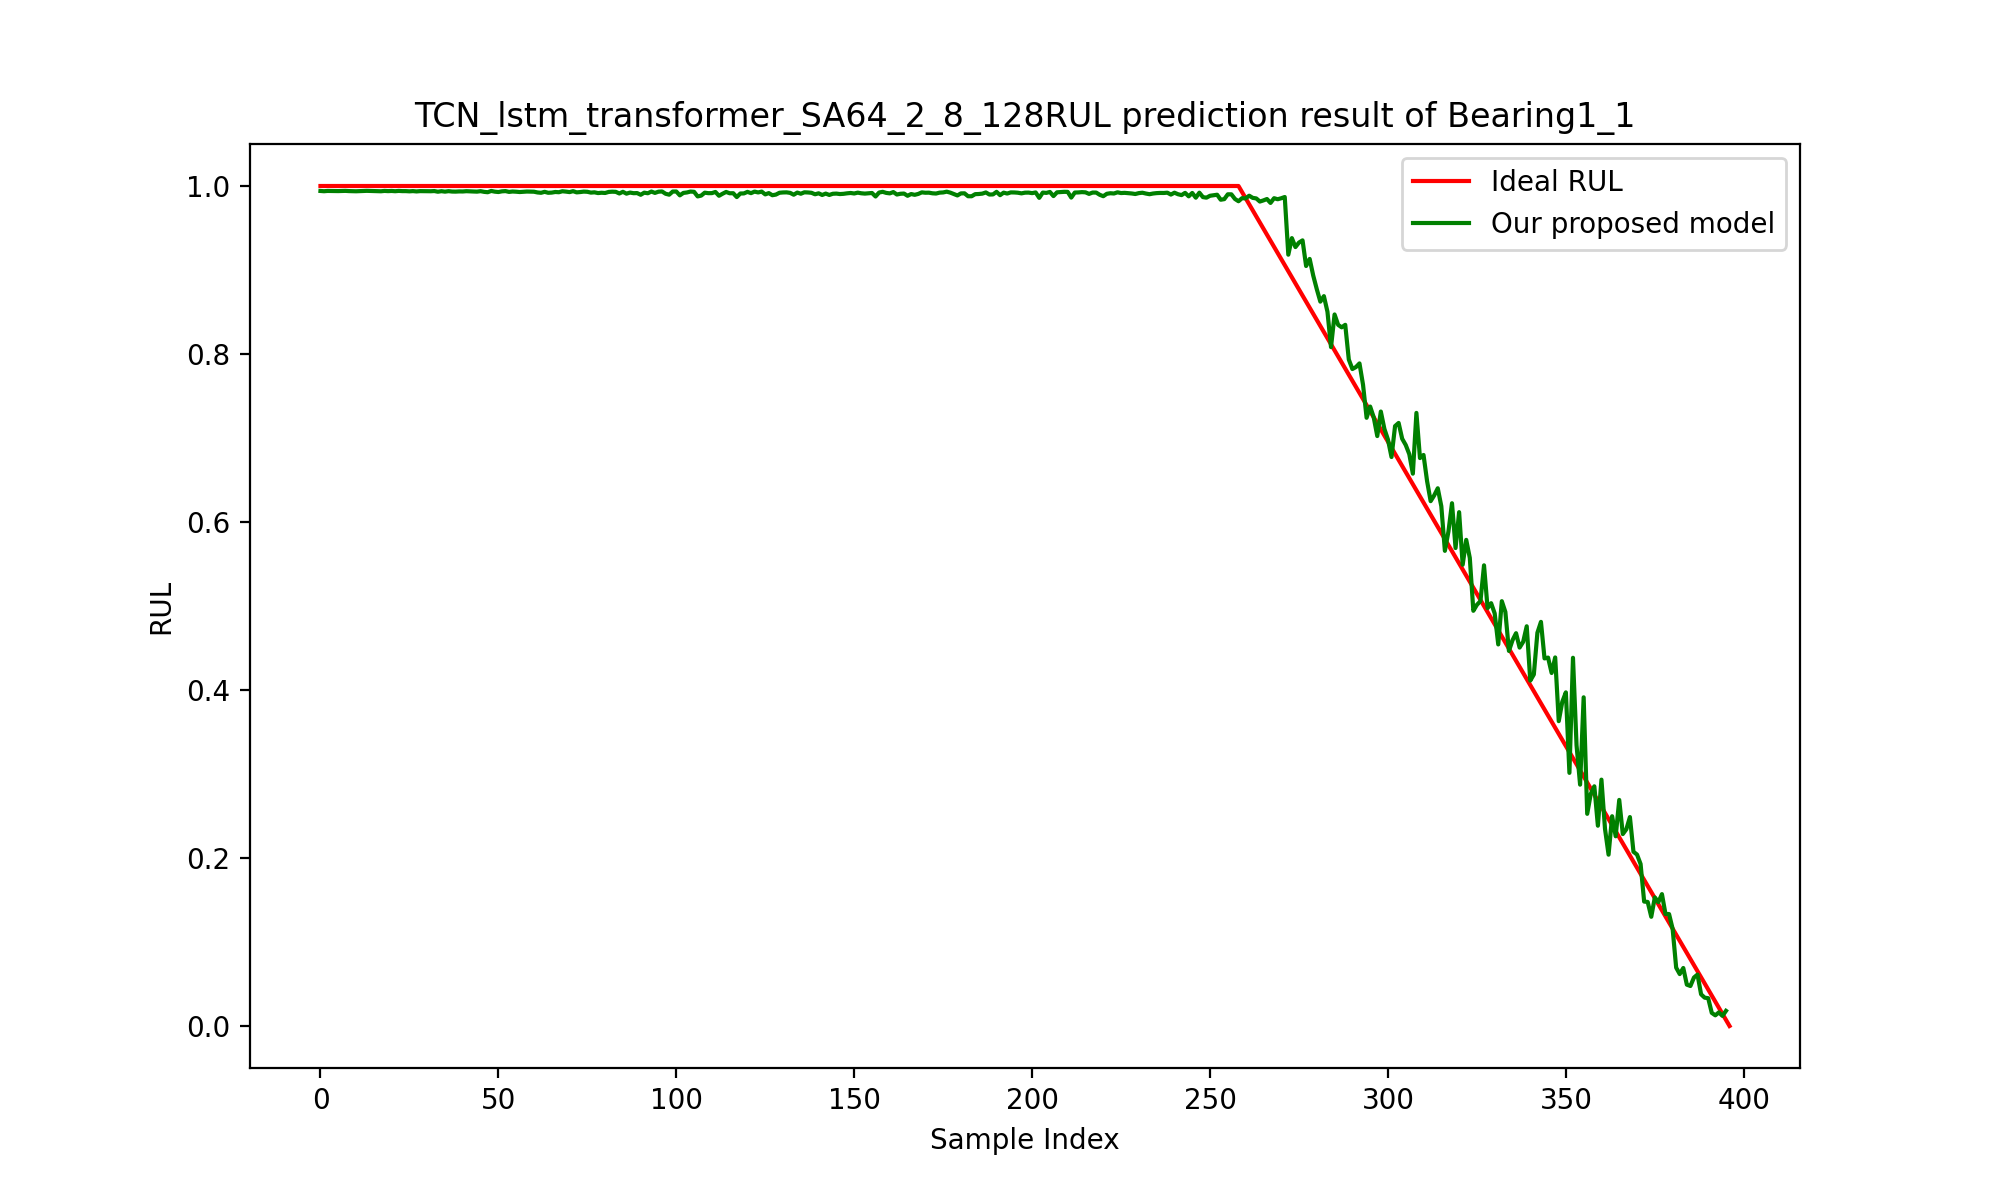 TCN_lstm_transformer_SA64_2_8_128RUL prediction result of Bearing1_1
Ideal RUL
Our proposed model
1.0
0.8
0.6
0.4
0.2
0.0
RUL
0 50 100 150 200 250 300 350 400
Sample Index